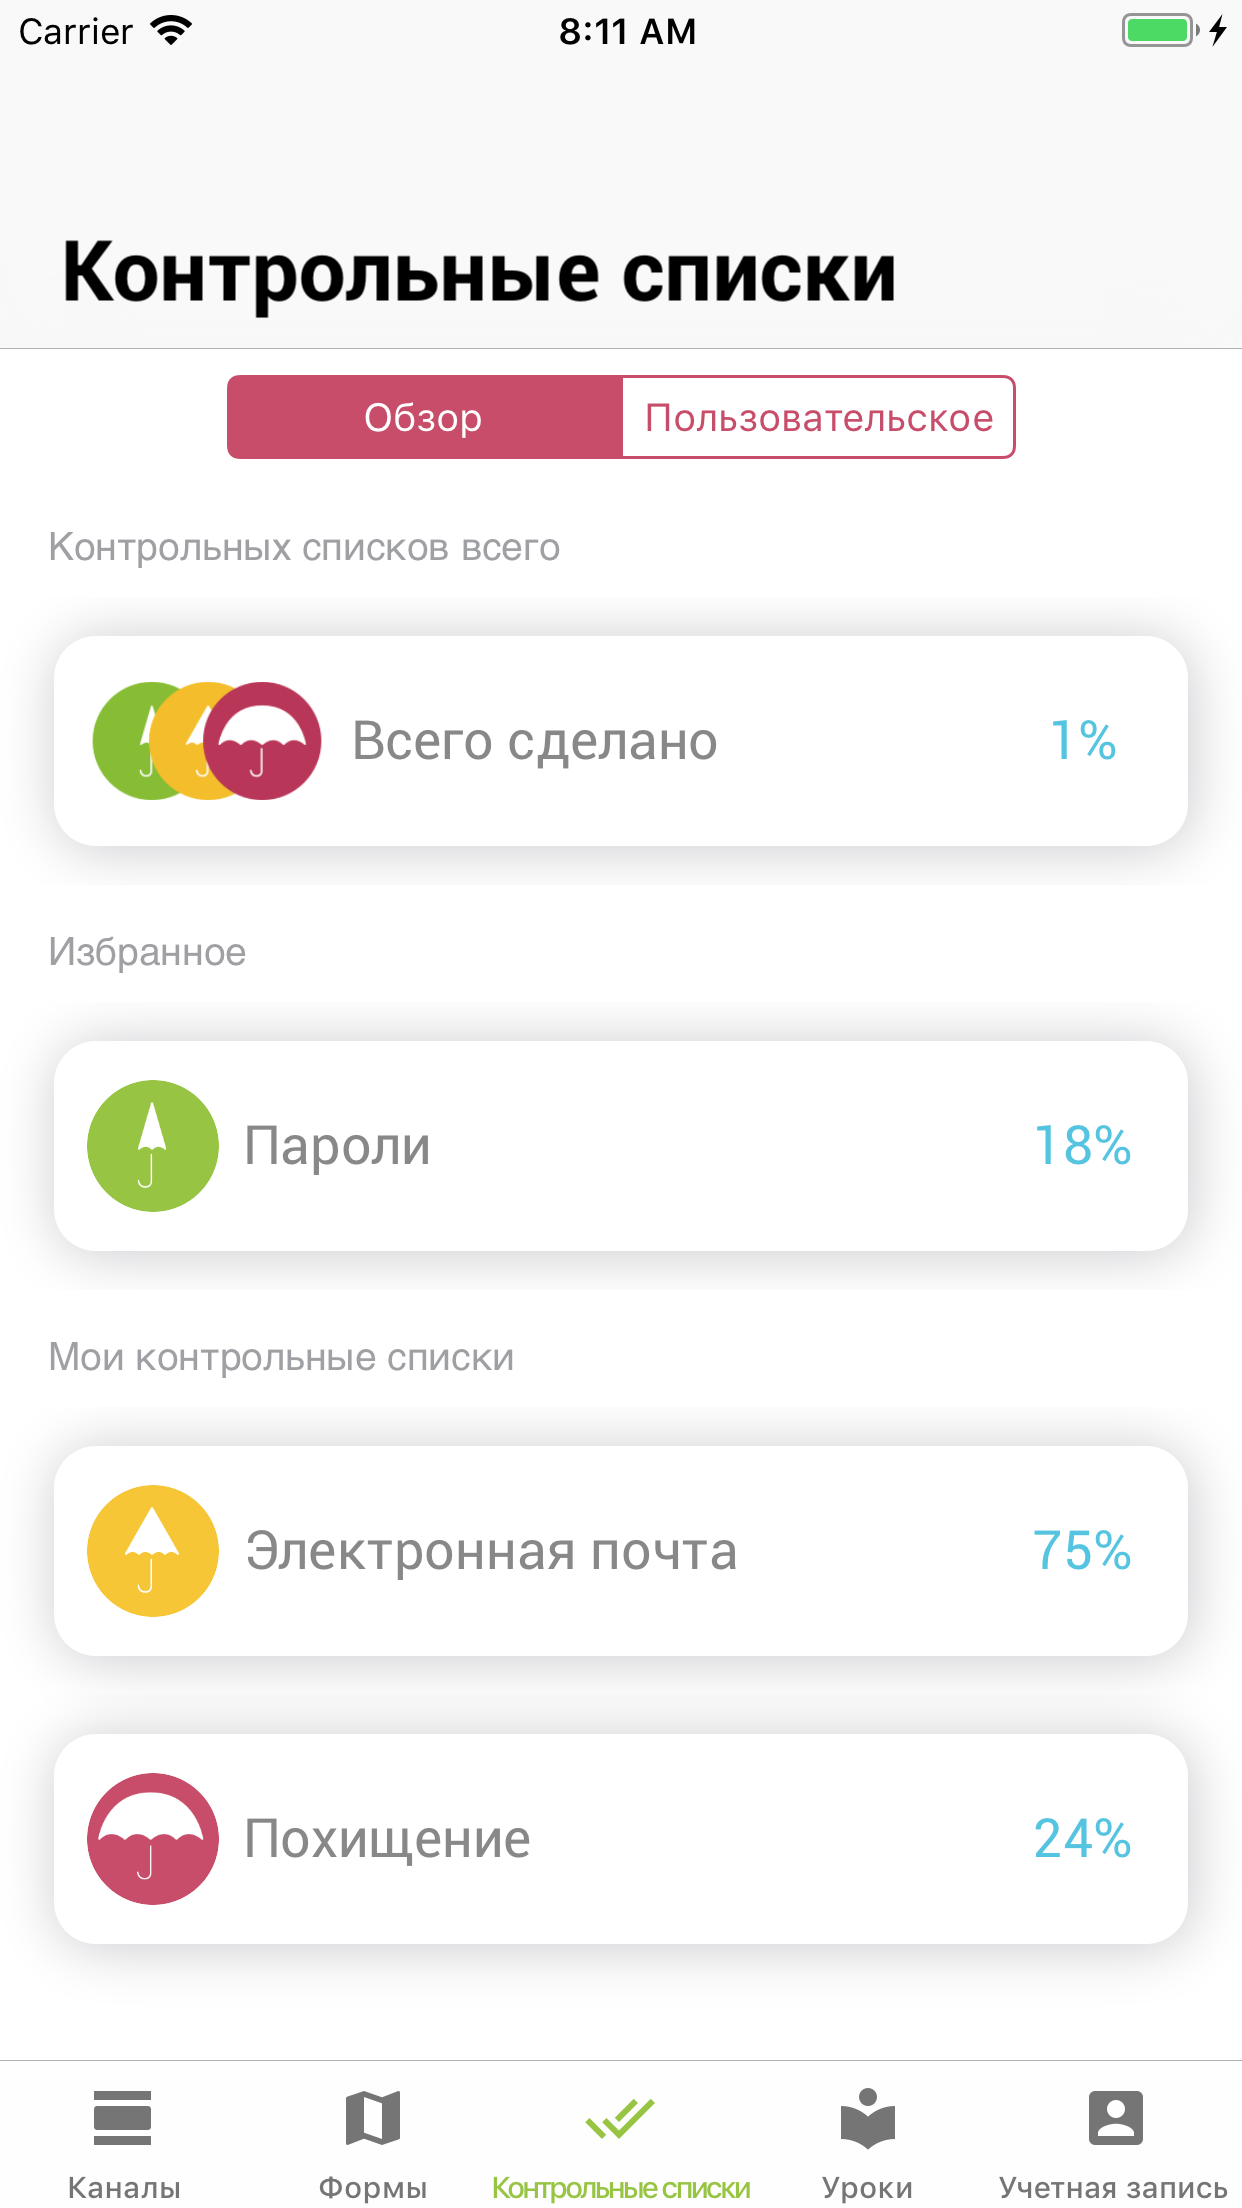 Carrier 8:11 AM
Контрольные списки
Обзор Пользовательское
Контрольных списков всего
Всего сделано 1%
Избранное
Пароли 18%
Мои контрольные списки
Электронная почта 75%
Похищение 24%
Каналы Формы Контрольные списки Уроки Учетная запись